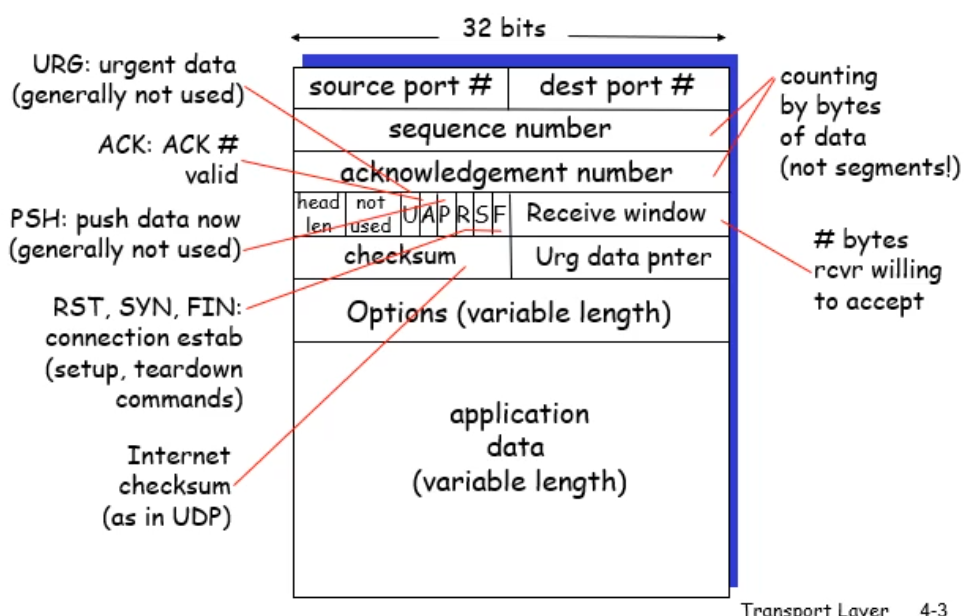 32 bits
URG: urgent data
(generally not used)
ACK: ACK #
valid
PSH: push data now
(generally not used)
RST, SYN, FIN:
connection estab
(setup, teardown
commands)
Internet
checksum
(as in UDP)
source port # dest port #
sequence number
acknowledgement number
head
len
not
used
U A P R S F
Receive window
checksum
Urg data pnter
Options (variable length)
application
data
(variable length)
counting
by bytes
of data
(not segments!)
# bytes
rcvr willing
to accept
Transport Layer 4-3